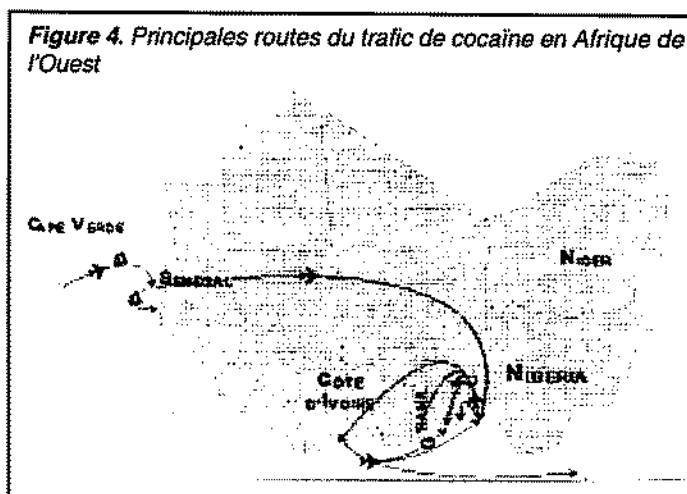 Figure 4. Principales routes du trafic de cocaïne en Afrique de
l'Ouest
CAPE VERDE
SENEGAL
NIGER
COTE
D'IVOIRE
NIGERIA